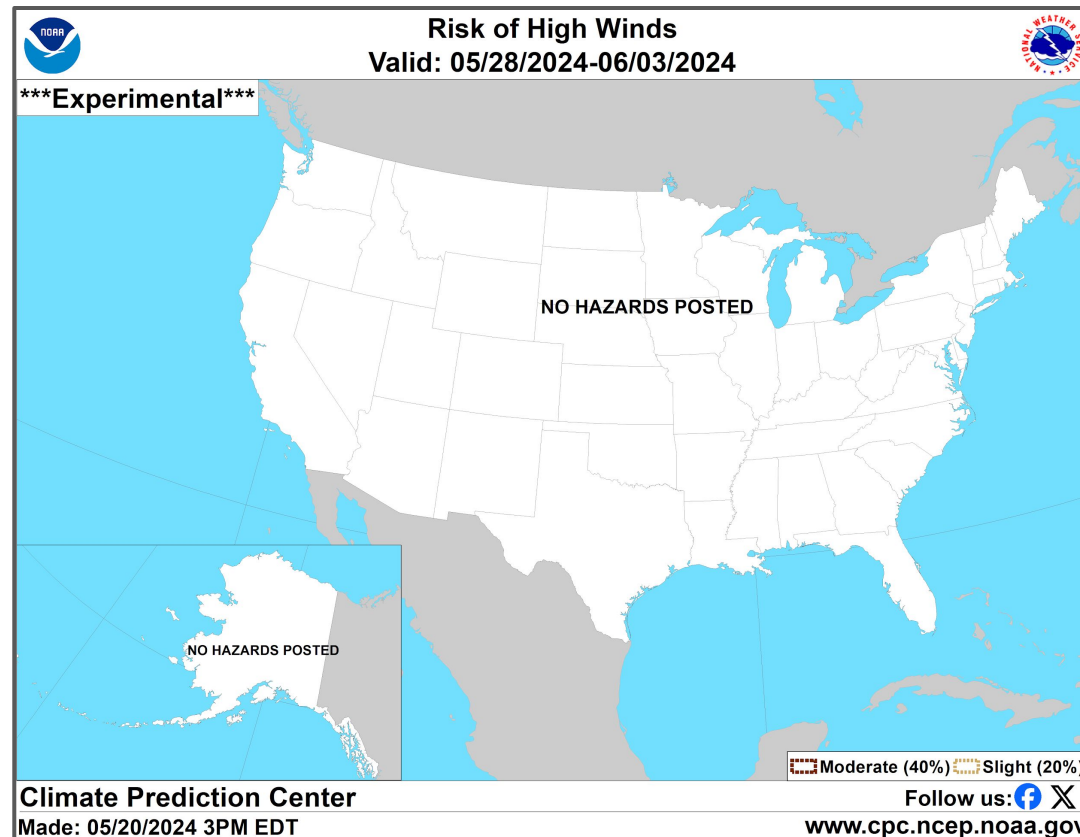 NOAA
Risk of High Winds
Valid: 05/28/2024-06/03/2024
NATIONAL WEATHER SERVICE
***Experimental***
NO HAZARDS POSTED
NO HAZARDS POSTED
Moderate (40%) Slight (20%)
Climate Prediction Center
Follow us:
Made: 05/20/2024 3PM EDT
www.cpc.ncep.noaa.gov